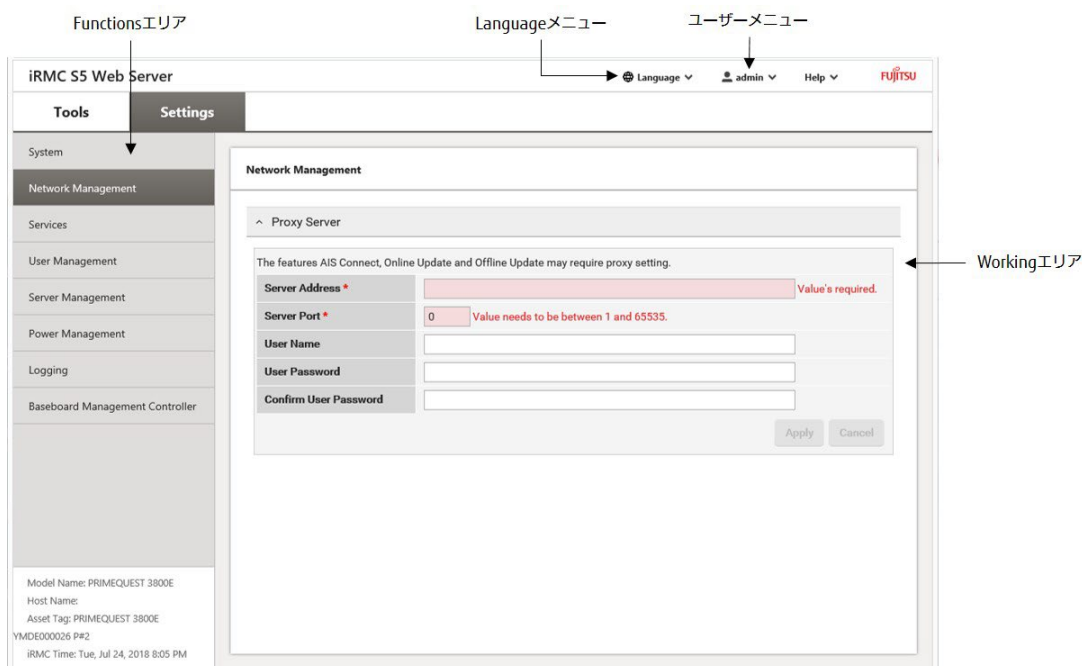 Functionsエリア
Languageメニュー
ユーザーメニュー
iRMC S5 Web Server
Language
admin
Help
FUJITSU
Tools
Settings
System
Network Management
Services
User Management
Server Management
Power Management
Logging
Baseboard Management Controller
Network Management
Proxy Server
The features AIS Connect, Online Update and Offline Update may require proxy setting.
Server Address *
Value's required.
Server Port *
0
Value needs to be between 1 and 65535.
User Name
User Password
Confirm User Password
Apply
Cancel
Workingエリア
Model Name: PRIMEQUEST 3800E
Host Name:
Asset Tag: PRIMEQUEST 3800E
YMDE000026 P#2
iRMC Time: Tue, Jul 24, 2018 8:05 PM